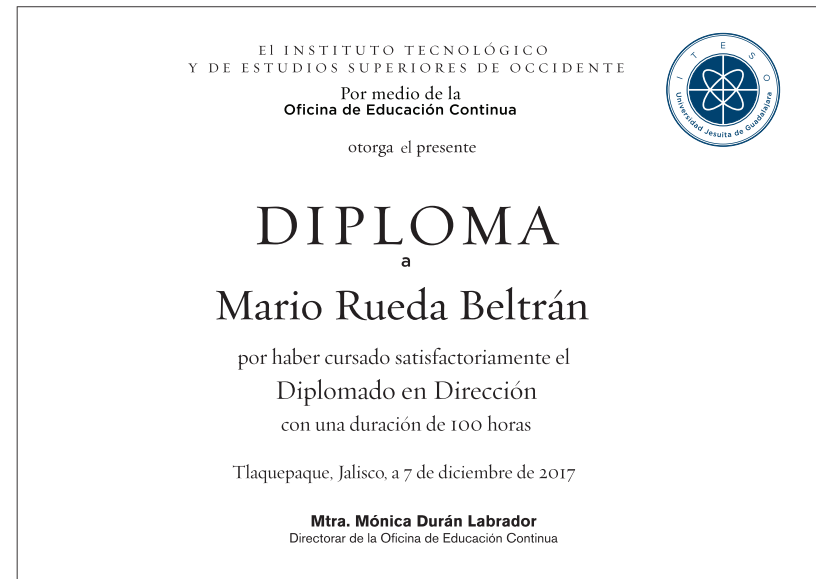 El INSTITUTO TECNOLÓGICO
Y DE ESTUDIOS SUPERIORES DE OCCIDENTE
Por medio de la
Oficina de Educación Continua
otorga el presente
ITESO
Universidad Jesuita de Guadalajara
DIPLOMA
a
Mario Rueda Beltrán
por haber cursado satisfactoriamente el
Diplomado en Dirección
con una duración de 100 horas
Tlaquepaque, Jalisco, a 7 de diciembre de 2017
Mtra. Mónica Durán Labrador
Directorar de la Oficina de Educación Continua